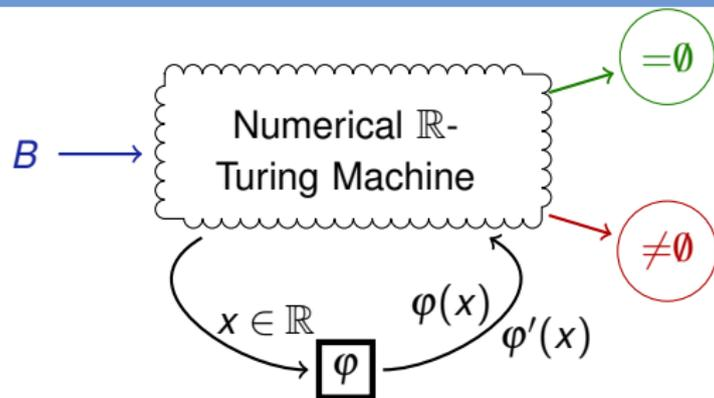 =∅
Numerical ℝ-
B
Turing Machine
≠∅
x ∈ ℝ
φ(x)
φ′(x)
φ